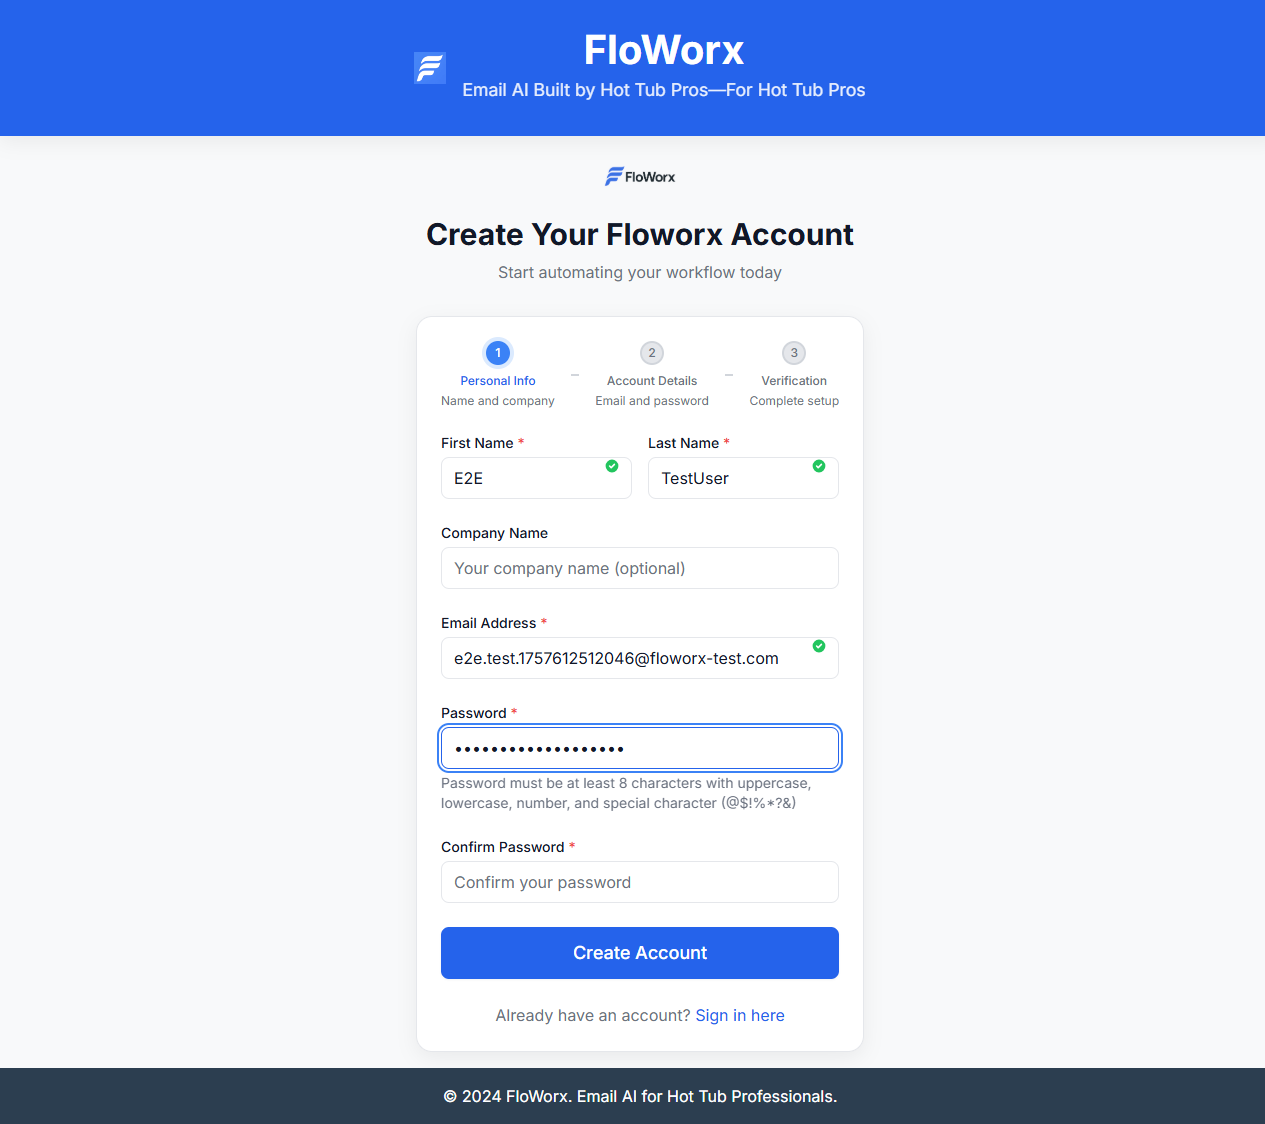 FloWorx
Email AI Built by Hot Tub Pros—For Hot Tub Pros
FloWorx
Create Your Floworx Account
Start automating your workflow today
1
Personal Info
Name and company
2
Account Details
Email and password
3
Verification
Complete setup
First Name *
E2E
Last Name *
TestUser
Company Name
Your company name (optional)
Email Address *
e2e.test.1757612512046@floworx-test.com
Password *
•••••••••••••••••••
Password must be at least 8 characters with uppercase,
lowercase, number, and special character (@$!%*?&)
Confirm Password *
Confirm your password
Create Account
Already have an account? Sign in here
© 2024 FloWorx. Email AI for Hot Tub Professionals.